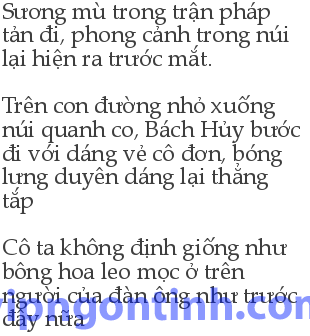 Sương mù trong trận pháp
tản đi, phong cảnh trong núi
lại hiện ra trước mắt.
Trên con đường nhỏ xuống
núi quanh co, Bách Hủy bước
đi với dáng vẻ cô đơn, bóng
lưng duyên dáng lại thẳng
tắp
Cô ta không định giống như
bông hoa leo mọc ở trên
người của đàn ông như trước
đây nữa